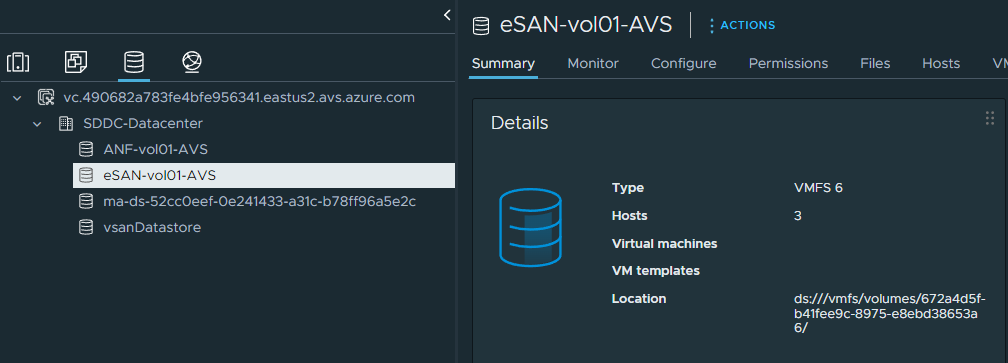 eSAN-vol01-AVS
ACTIONS
Summary Monitor Configure Permissions Files Hosts VM
vc.490682a783fe4bfe956341.eastus2.avs.azure.com
SDDC-Datacenter
ANF-vol01-AVS
eSAN-vol01-AVS
ma-ds-52cc0eef-0e241433-a31c-b78ff96a5e2c
vsanDatastore
Details
Type VMFS 6
Hosts 3
Virtual machines
VM templates
Location ds:///vmfs/volumes/672a4d5f-
b41fee9c-8975-e8ebd38653a
6/